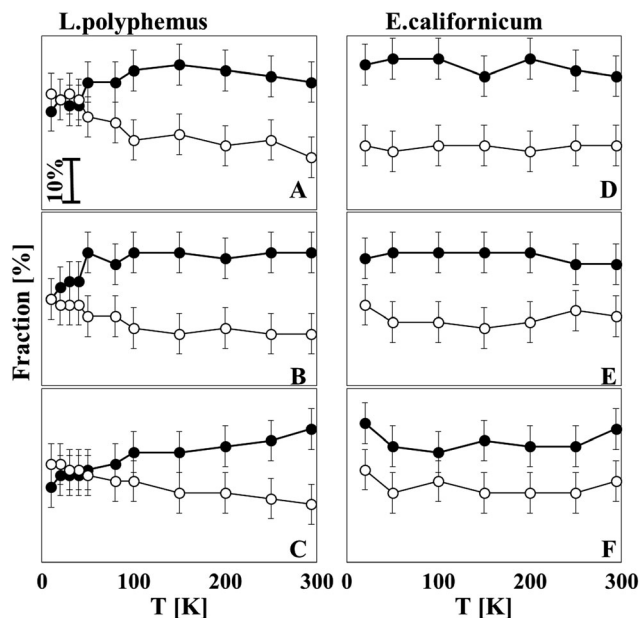 L.polyphemus E.californicum
10%
A D
Fraction [%]
B E
C F
0 100 200 300 0 100 200 300
T [K] T [K]